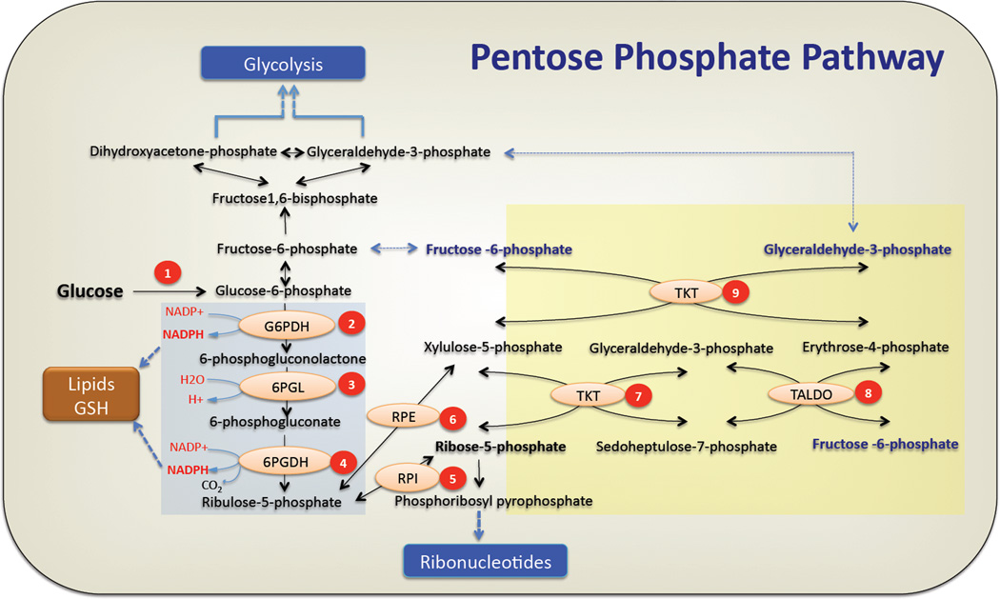 Pentose Phosphate Pathway
Glycolysis
Dihydroxyacetone-phosphate
Glyceraldehyde-3-phosphate
Fructose1,6-bisphosphate
Fructose-6-phosphate
Fructose -6-phosphate
Glyceraldehyde-3-phosphate
1
Glucose
Glucose-6-phosphate
TKT
9
NADP+
G6PDH
2
NADPH
Xylulose-5-phosphate
Glyceraldehyde-3-phosphate
Erythrose-4-phosphate
6-phosphogluconolactone
Lipids
GSH
H2O
6PGL
3
H+
TKT
7
TALDO
8
6-phosphogluconate
RPE
6
NADP+
Ribose-5-phosphate
Sedoheptulose-7-phosphate
Fructose -6-phosphate
6PGDH
4
NADPH
RPI
5
CO₂
Ribulose-5-phosphate
Phosphoribosyl pyrophosphate
Ribonucleotides